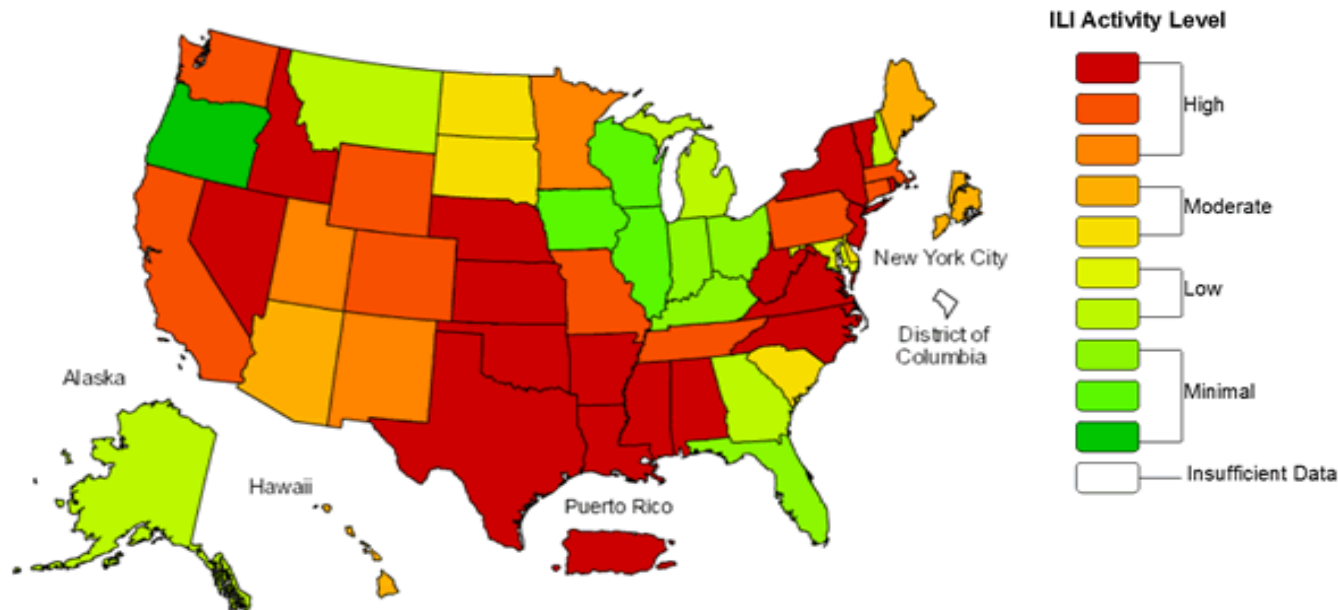 ILI Activity Level
High
Moderate
New York City
Low
District of
Columbia
Alaska
Minimal
Hawaii
Insufficient Data
Puerto Rico